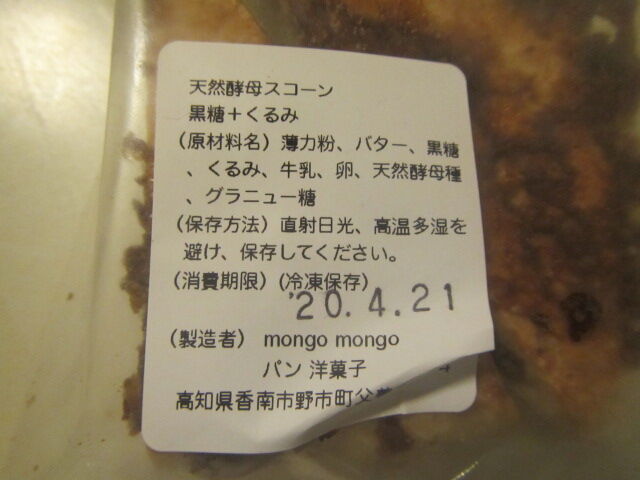 天然酵母スコーン
黒糖＋くるみ
（原材料名）薄力粉、バター、黒糖
、くるみ、牛乳、卵、天然酵母種
、グラニュー糖
（保存方法）直射日光、高温多湿を
避け、保存してください。
（消費期限）(冷凍保存)
'20.4.21
（製造者） mongo mongo
パン 洋菓子
高知県香南市野市町父